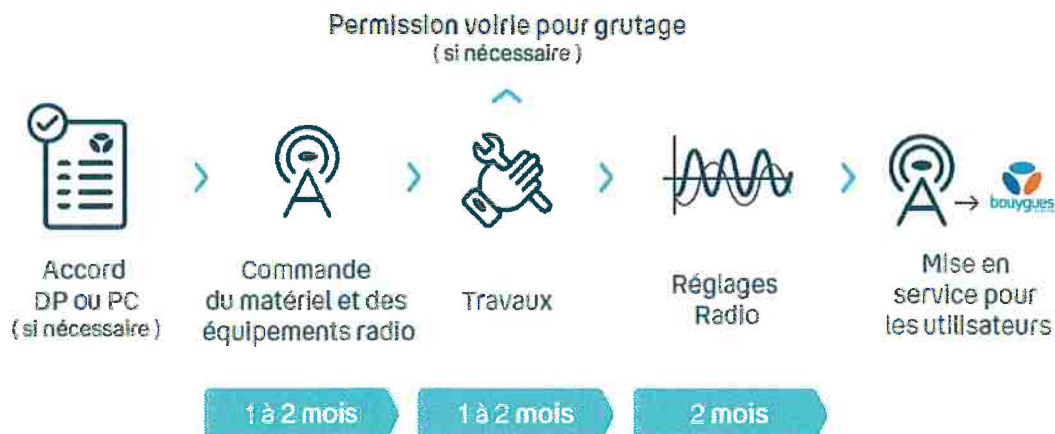 Permission voirie pour grutage
( si nécessaire )
Accord
DP ou PC
( si nécessaire )
Commande
du matériel et des
équipements radio
Travaux
Réglages
Radio
bouygues
Mise en
service pour
les utilisateurs
1 à 2 mois
1 à 2 mois
2 mois